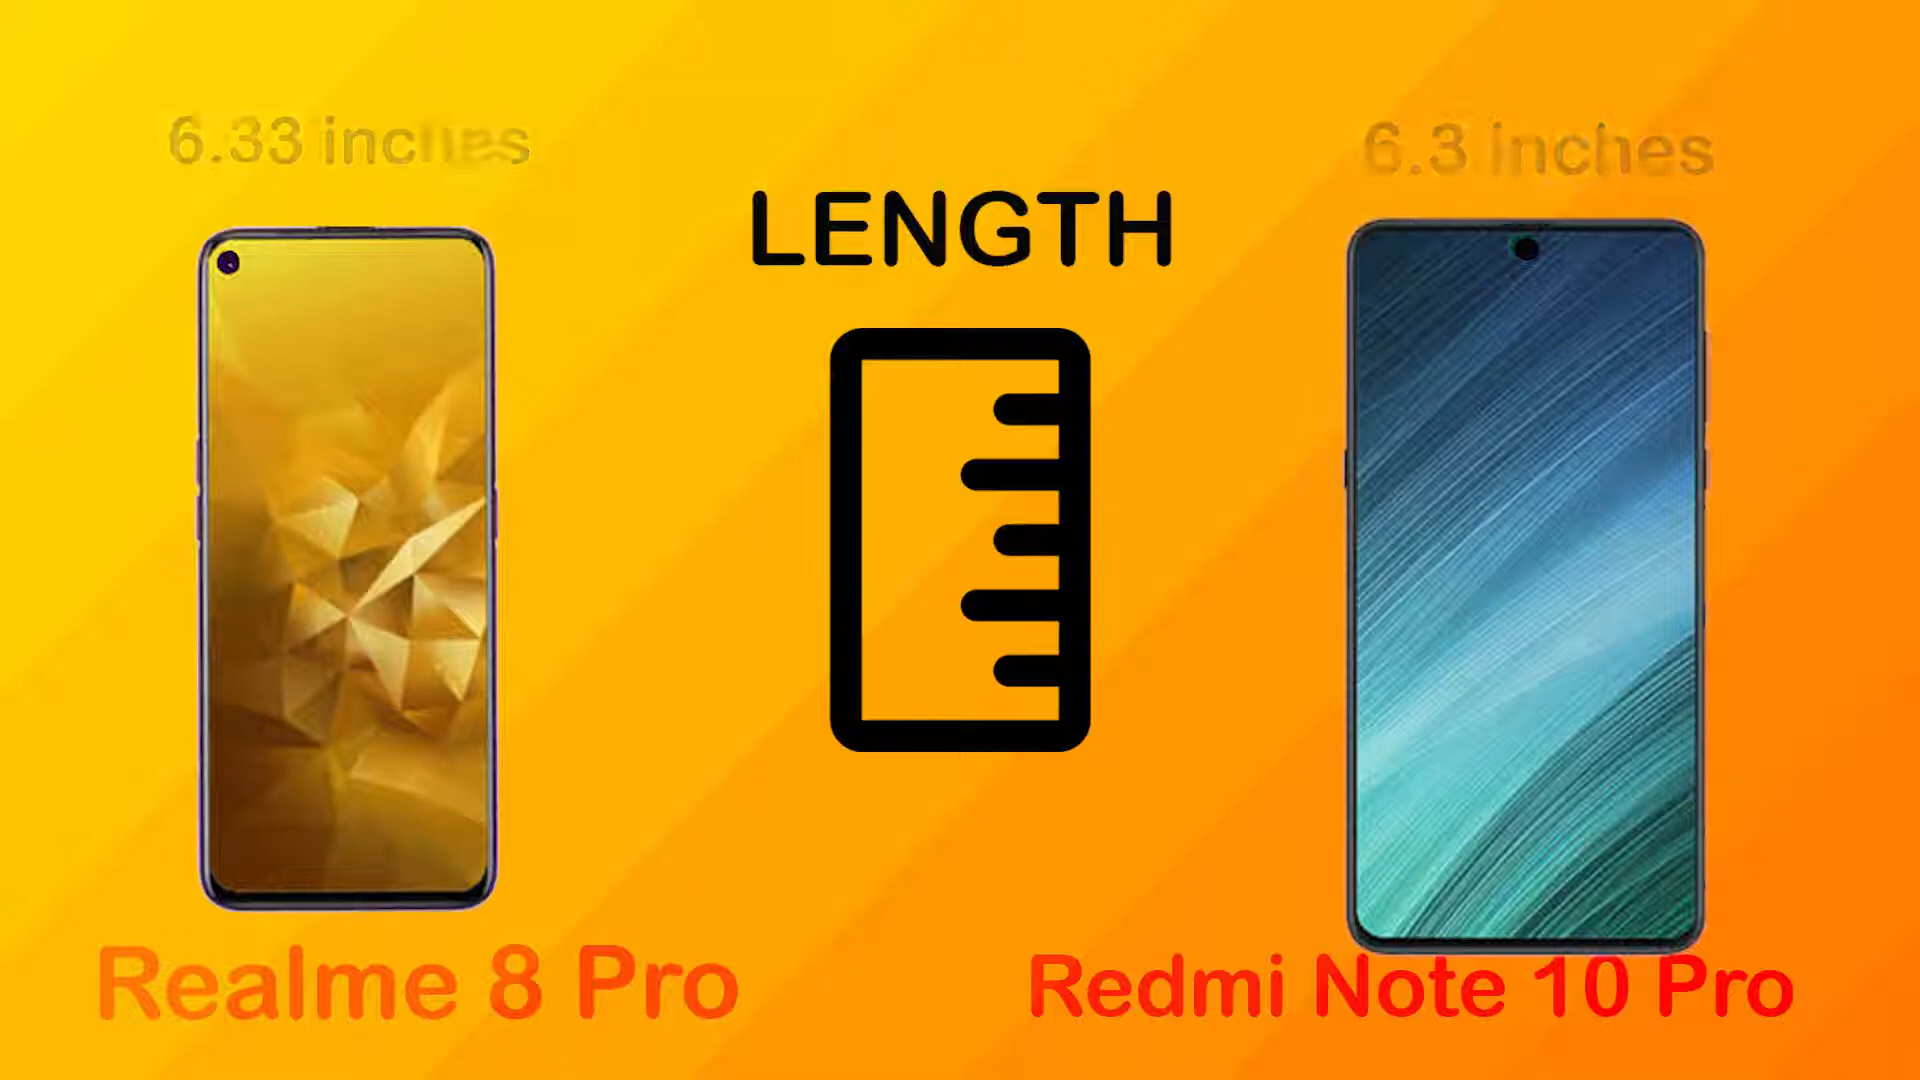 6.33 inches
6.3 inches
LENGTH
Realme 8 Pro
Redmi Note 10 Pro